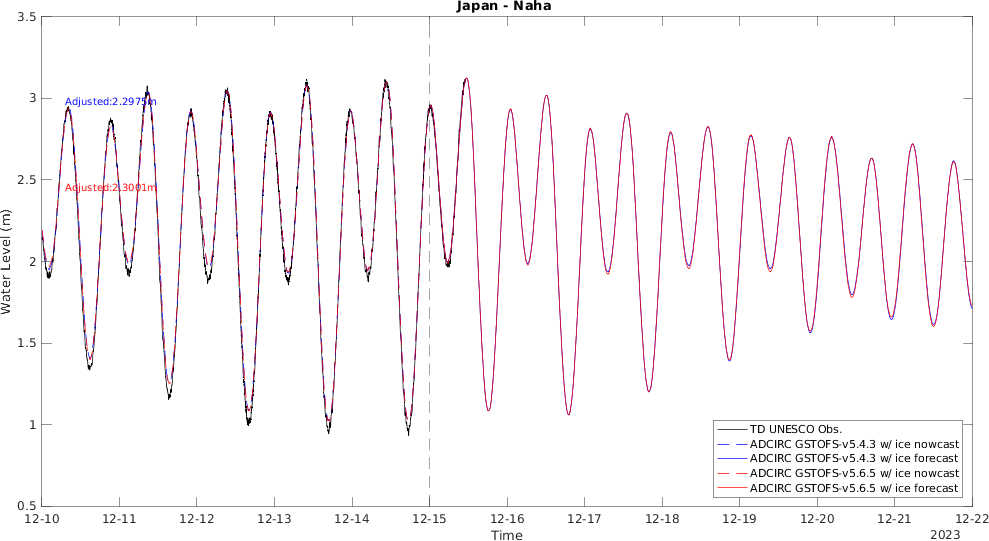 Japan - Naha
3.5
3
2.5
2
1.5
1
0.5
Water Level (m)
Adjusted:2.2975m
Adjusted:2.3001m
TD UNESCO Obs.
ADCIRC GSTOFS-v5.4.3 w/ ice nowcast
ADCIRC GSTOFS-v5.4.3 w/ ice forecast
ADCIRC GSTOFS-v5.6.5 w/ ice nowcast
ADCIRC GSTOFS-v5.6.5 w/ ice forecast
12-10 12-11 12-12 12-13 12-14 12-15 12-16 12-17 12-18 12-19 12-20 12-21 12-22
Time
2023